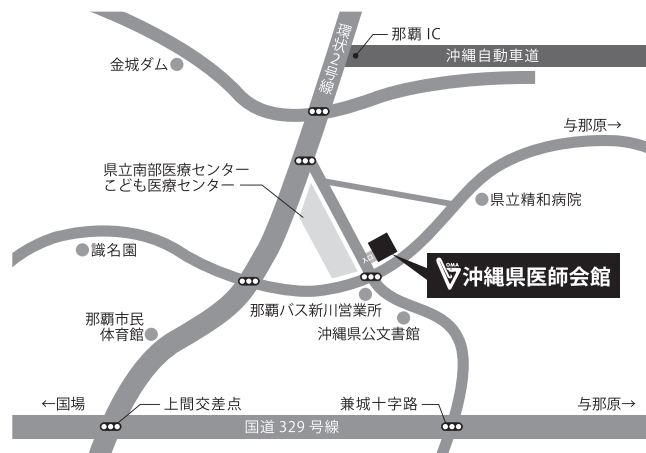 環状2号線
那覇 IC
沖縄自動車道
金城ダム
与那原→
県立南部医療センター
こども医療センター
県立精和病院
識名園
入口
OMA
沖縄県医師会館
那覇バス新川営業所
沖縄県公文書館
那覇市民
体育館
←国場
上間交差点
兼城十字路
与那原→
国道 329 号線